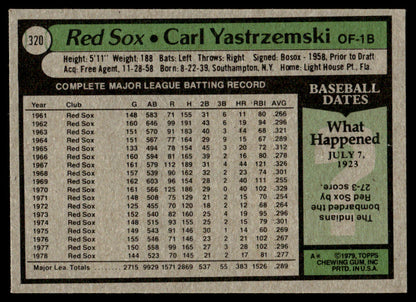 320
Red Sox • Carl Yastrzemski OF-1B
Height: 5'11" Weight: 188 Bats: Left Throws: Right Signed: Bosox - 1958, Prior to Draft
Acq: Free Agent, 11-28-58 Born: 8-22-39, Southampton, N.Y. Home: Light House Pt., Fla.
COMPLETE MAJOR LEAGUE BATTING RECORD
Year Club G AB R H 2B 3B HR RBI AVG
1961 Red Sox 148 583 71 155 31 6 11 80 .266
1962 Red Sox 160 646 99 191 43 6 19 94 .296
1963 Red Sox 151 570 91 183 40 3 14 68 .321
1964 Red Sox 151 567 77 164 29 9 15 67 .289
1965 Red Sox 133 494 78 154 45 3 20 72 .312
1966 Red Sox 160 594 81 165 39 2 16 80 .278
1967 Red Sox 161 579 112 189 31 4 44 121 .326
1968 Red Sox 157 539 90 162 32 2 23 74 .301
1969 Red Sox 162 603 96 154 28 2 40 111 .255
1970 Red Sox 161 566 125 186 29 0 40 102 .329
1971 Red Sox 148 508 75 129 21 2 15 70 .254
1972 Red Sox 125 455 70 120 18 2 12 68 .264
1973 Red Sox 152 540 82 160 25 4 19 95 .296
1974 Red Sox 148 515 93 155 25 2 15 79 .301
1975 Red Sox 149 543 91 146 30 1 14 60 .269
1976 Red Sox 155 546 71 146 23 2 21 102 .267
1977 Red Sox 150 558 99 165 27 3 28 102 .296
1978 Red Sox 144 523 70 145 21 2 17 81 .277
Major Lea. Totals 2715 9929 1571 2869 537 55 383 1526 .289
BASEBALL
DATES
What
Happened
JULY 7,
1923
?
The Indians
bombarded the
Red Sox by
27-3 score.
A* ©1979, TOPPS
CHEWING GUM, INC
PRTD. IN U.S.A.